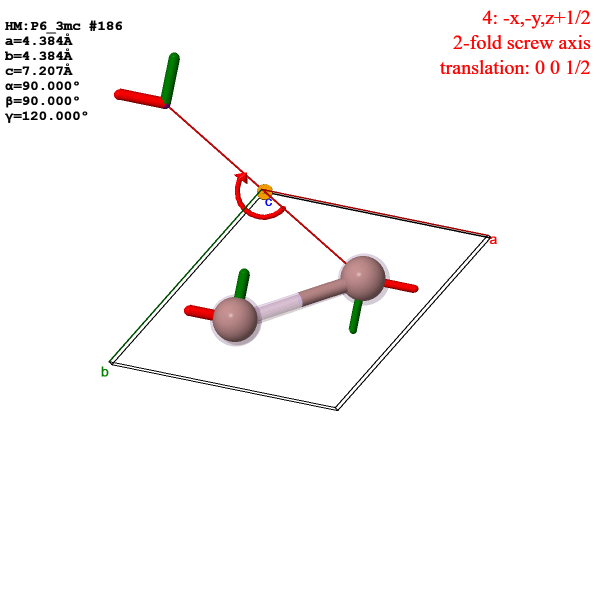 HM:P6_3mc #186
a=4.384Å
b=4.384Å
c=7.207Å
α=90.000°
β=90.000°
γ=120.000°
4: -x,-y,z+1/2
2-fold screw axis
translation: 0 0 1/2
c
a
b